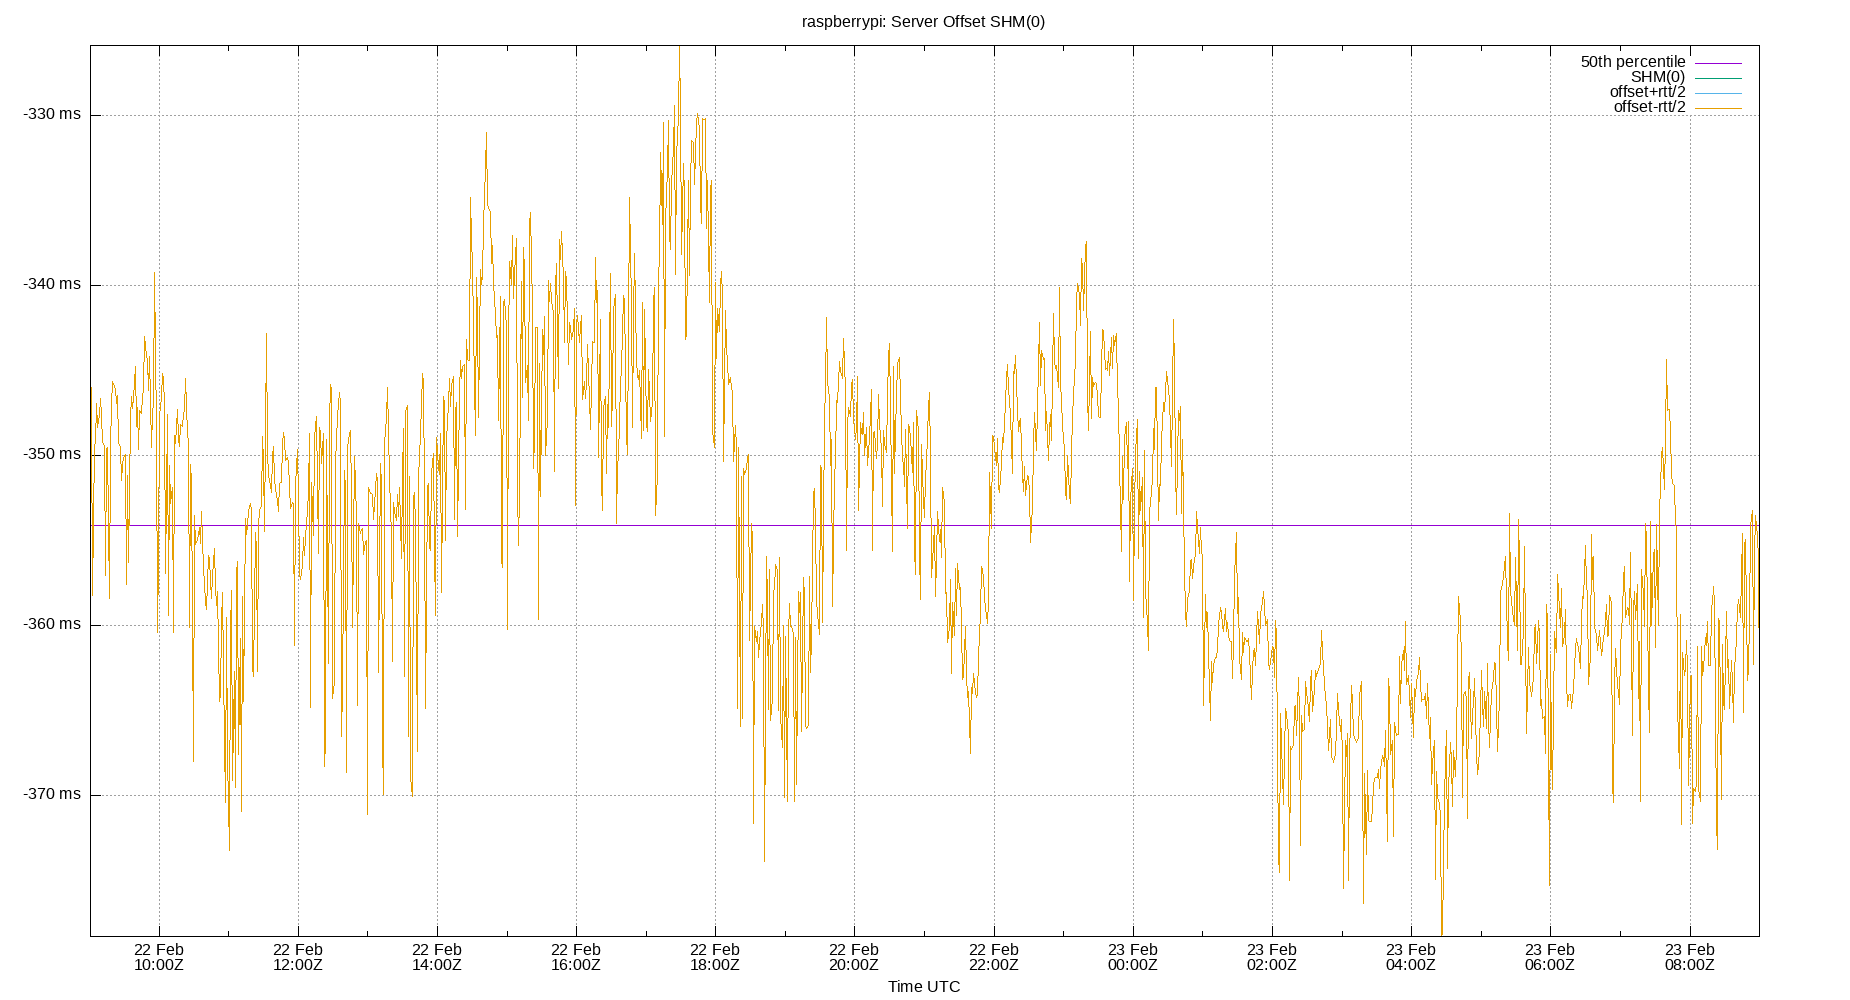 raspberrypi: Server Offset SHM(0)
50th percentile
SHM(0)
offset+rtt/2
offset-rtt/2
-330 ms
-340 ms
-350 ms
-360 ms
-370 ms
22 Feb 22 Feb 22 Feb 22 Feb 22 Feb 22 Feb 22 Feb 23 Feb 23 Feb 23 Feb 23 Feb 23 Feb
10:00Z 12:00Z 14:00Z 16:00Z 18:00Z 20:00Z 22:00Z 00:00Z 02:00Z 04:00Z 06:00Z 08:00Z
Time UTC